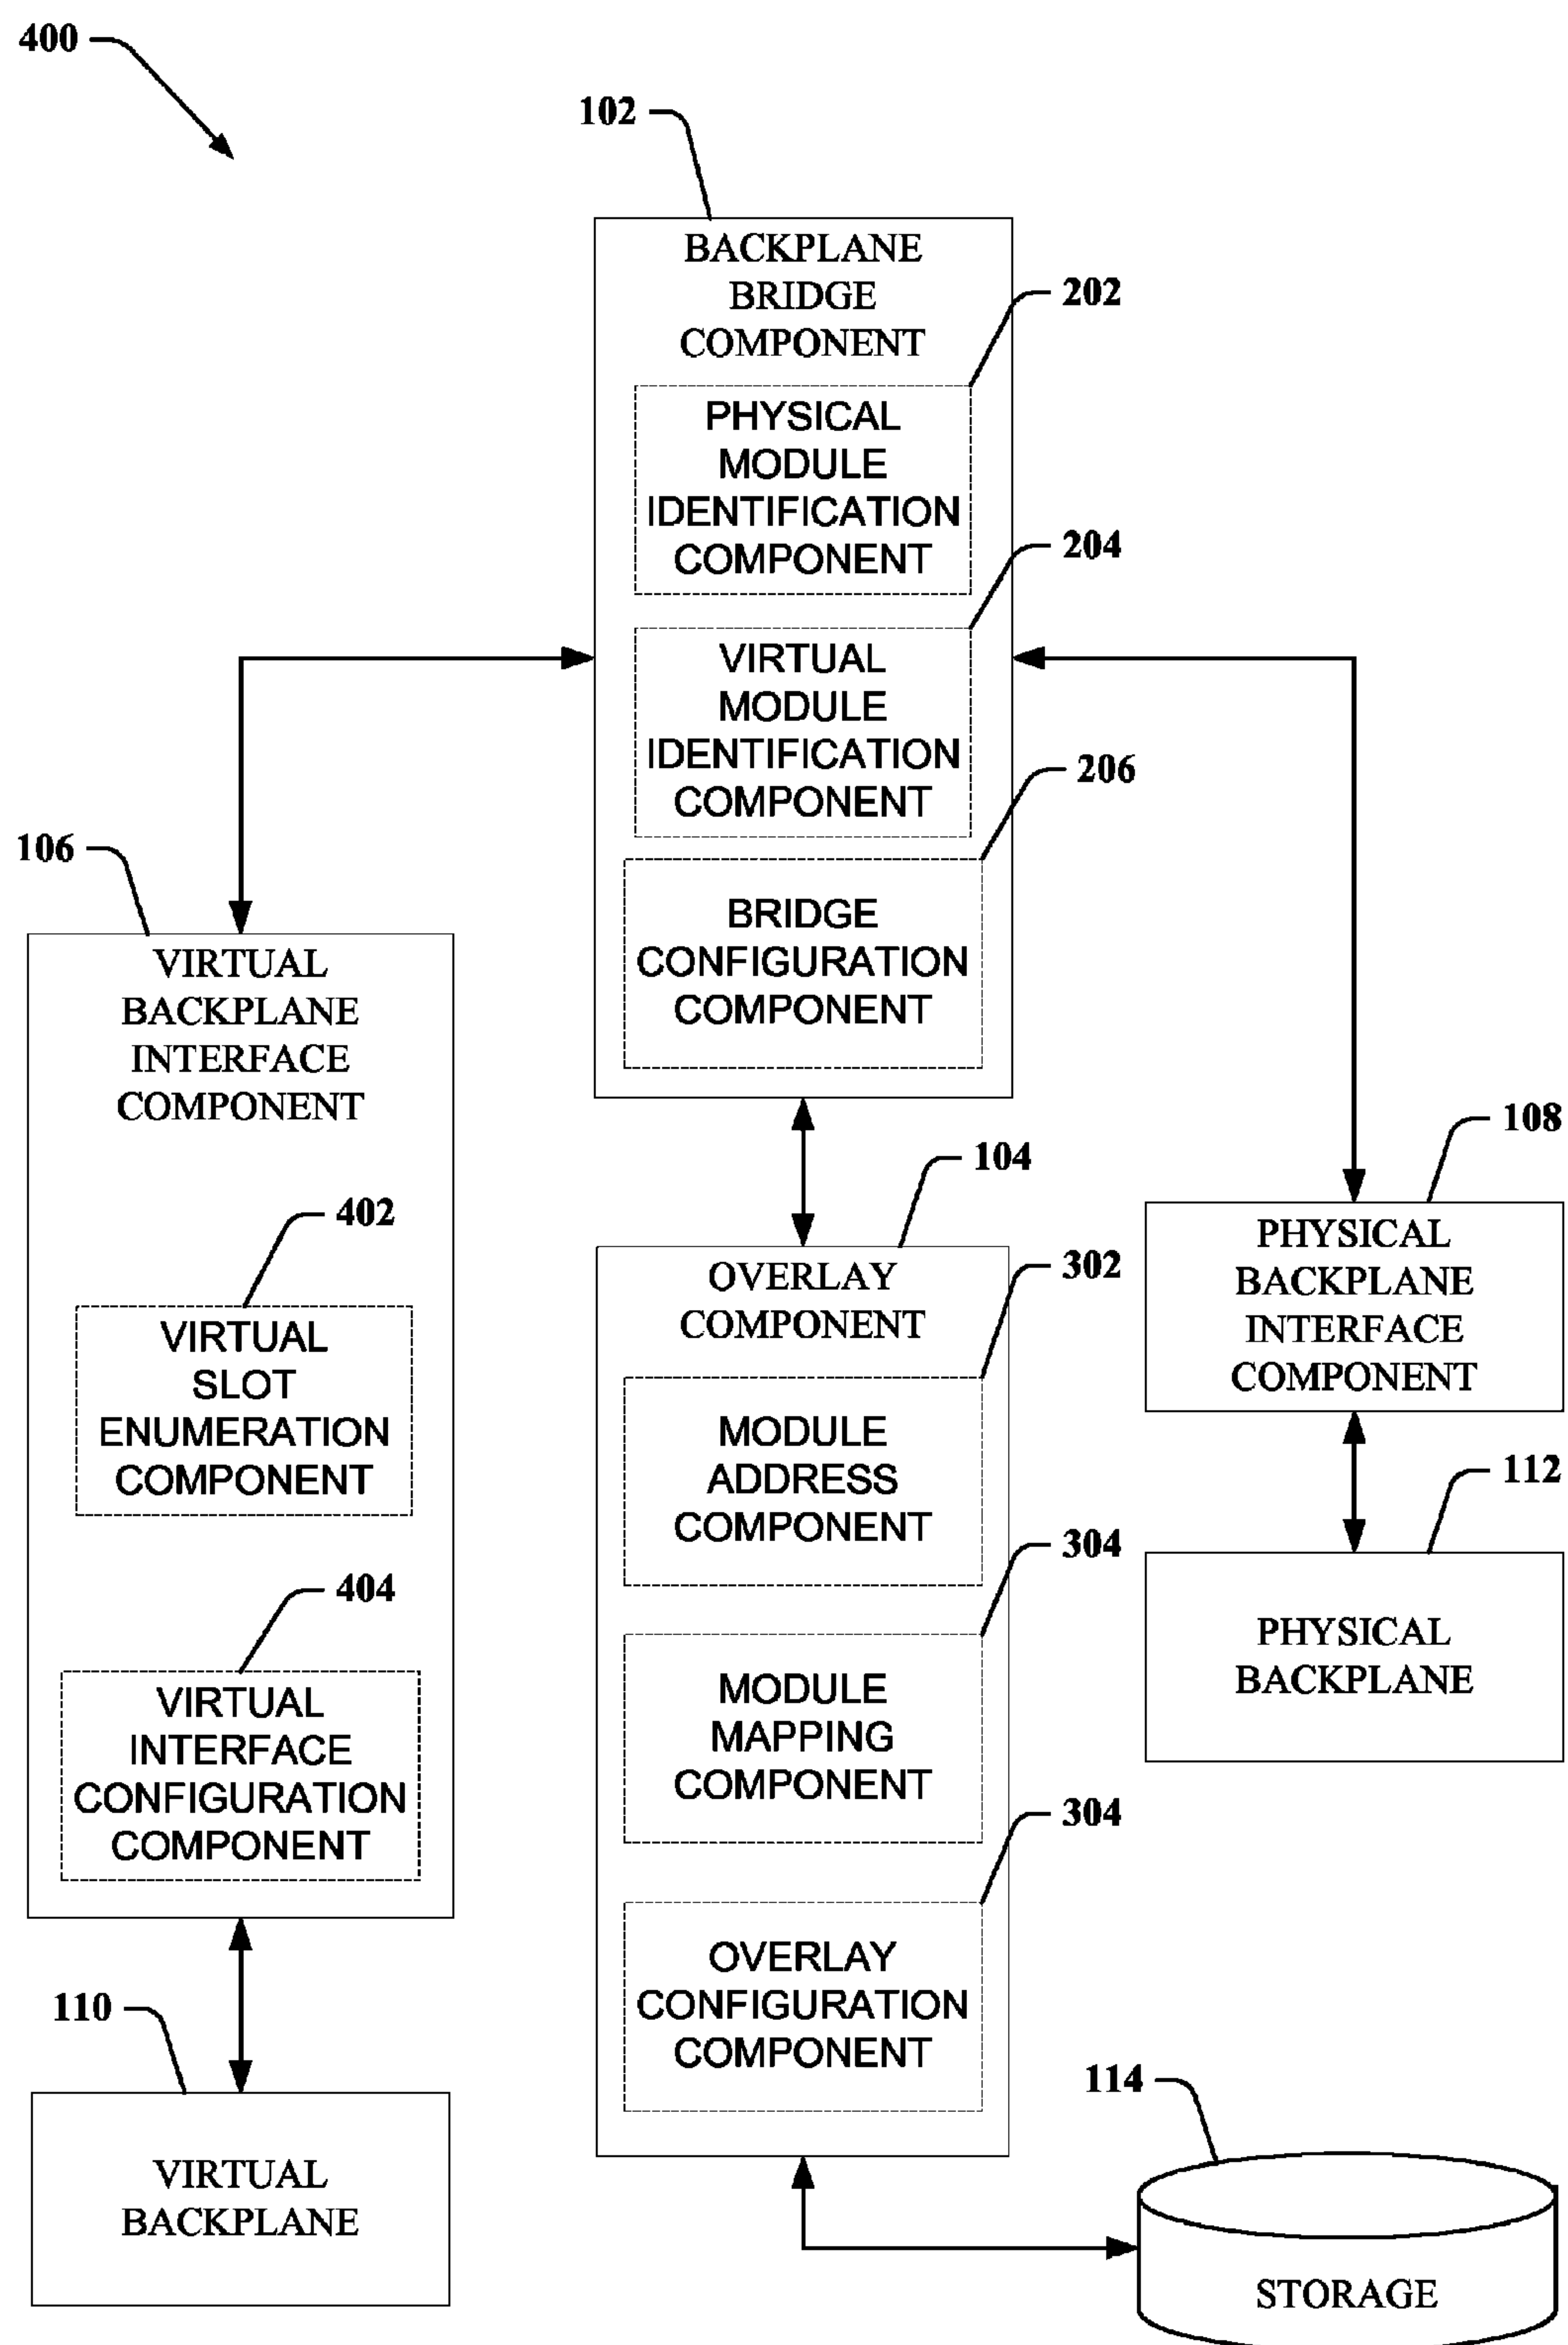 400
102
BACKPLANE
BRIDGE
COMPONENT
202
PHYSICAL
MODULE
IDENTIFICATION
COMPONENT
204
VIRTUAL
MODULE
IDENTIFICATION
COMPONENT
206
BRIDGE
CONFIGURATION
COMPONENT
106
VIRTUAL
BACKPLANE
INTERFACE
COMPONENT
402
VIRTUAL
SLOT
ENUMERATION
COMPONENT
404
VIRTUAL
INTERFACE
CONFIGURATION
COMPONENT
110
VIRTUAL
BACKPLANE
104
OVERLAY
COMPONENT
302
MODULE
ADDRESS
COMPONENT
304
MODULE
MAPPING
COMPONENT
304
OVERLAY
CONFIGURATION
COMPONENT
108
PHYSICAL
BACKPLANE
INTERFACE
COMPONENT
112
PHYSICAL
BACKPLANE
114
STORAGE